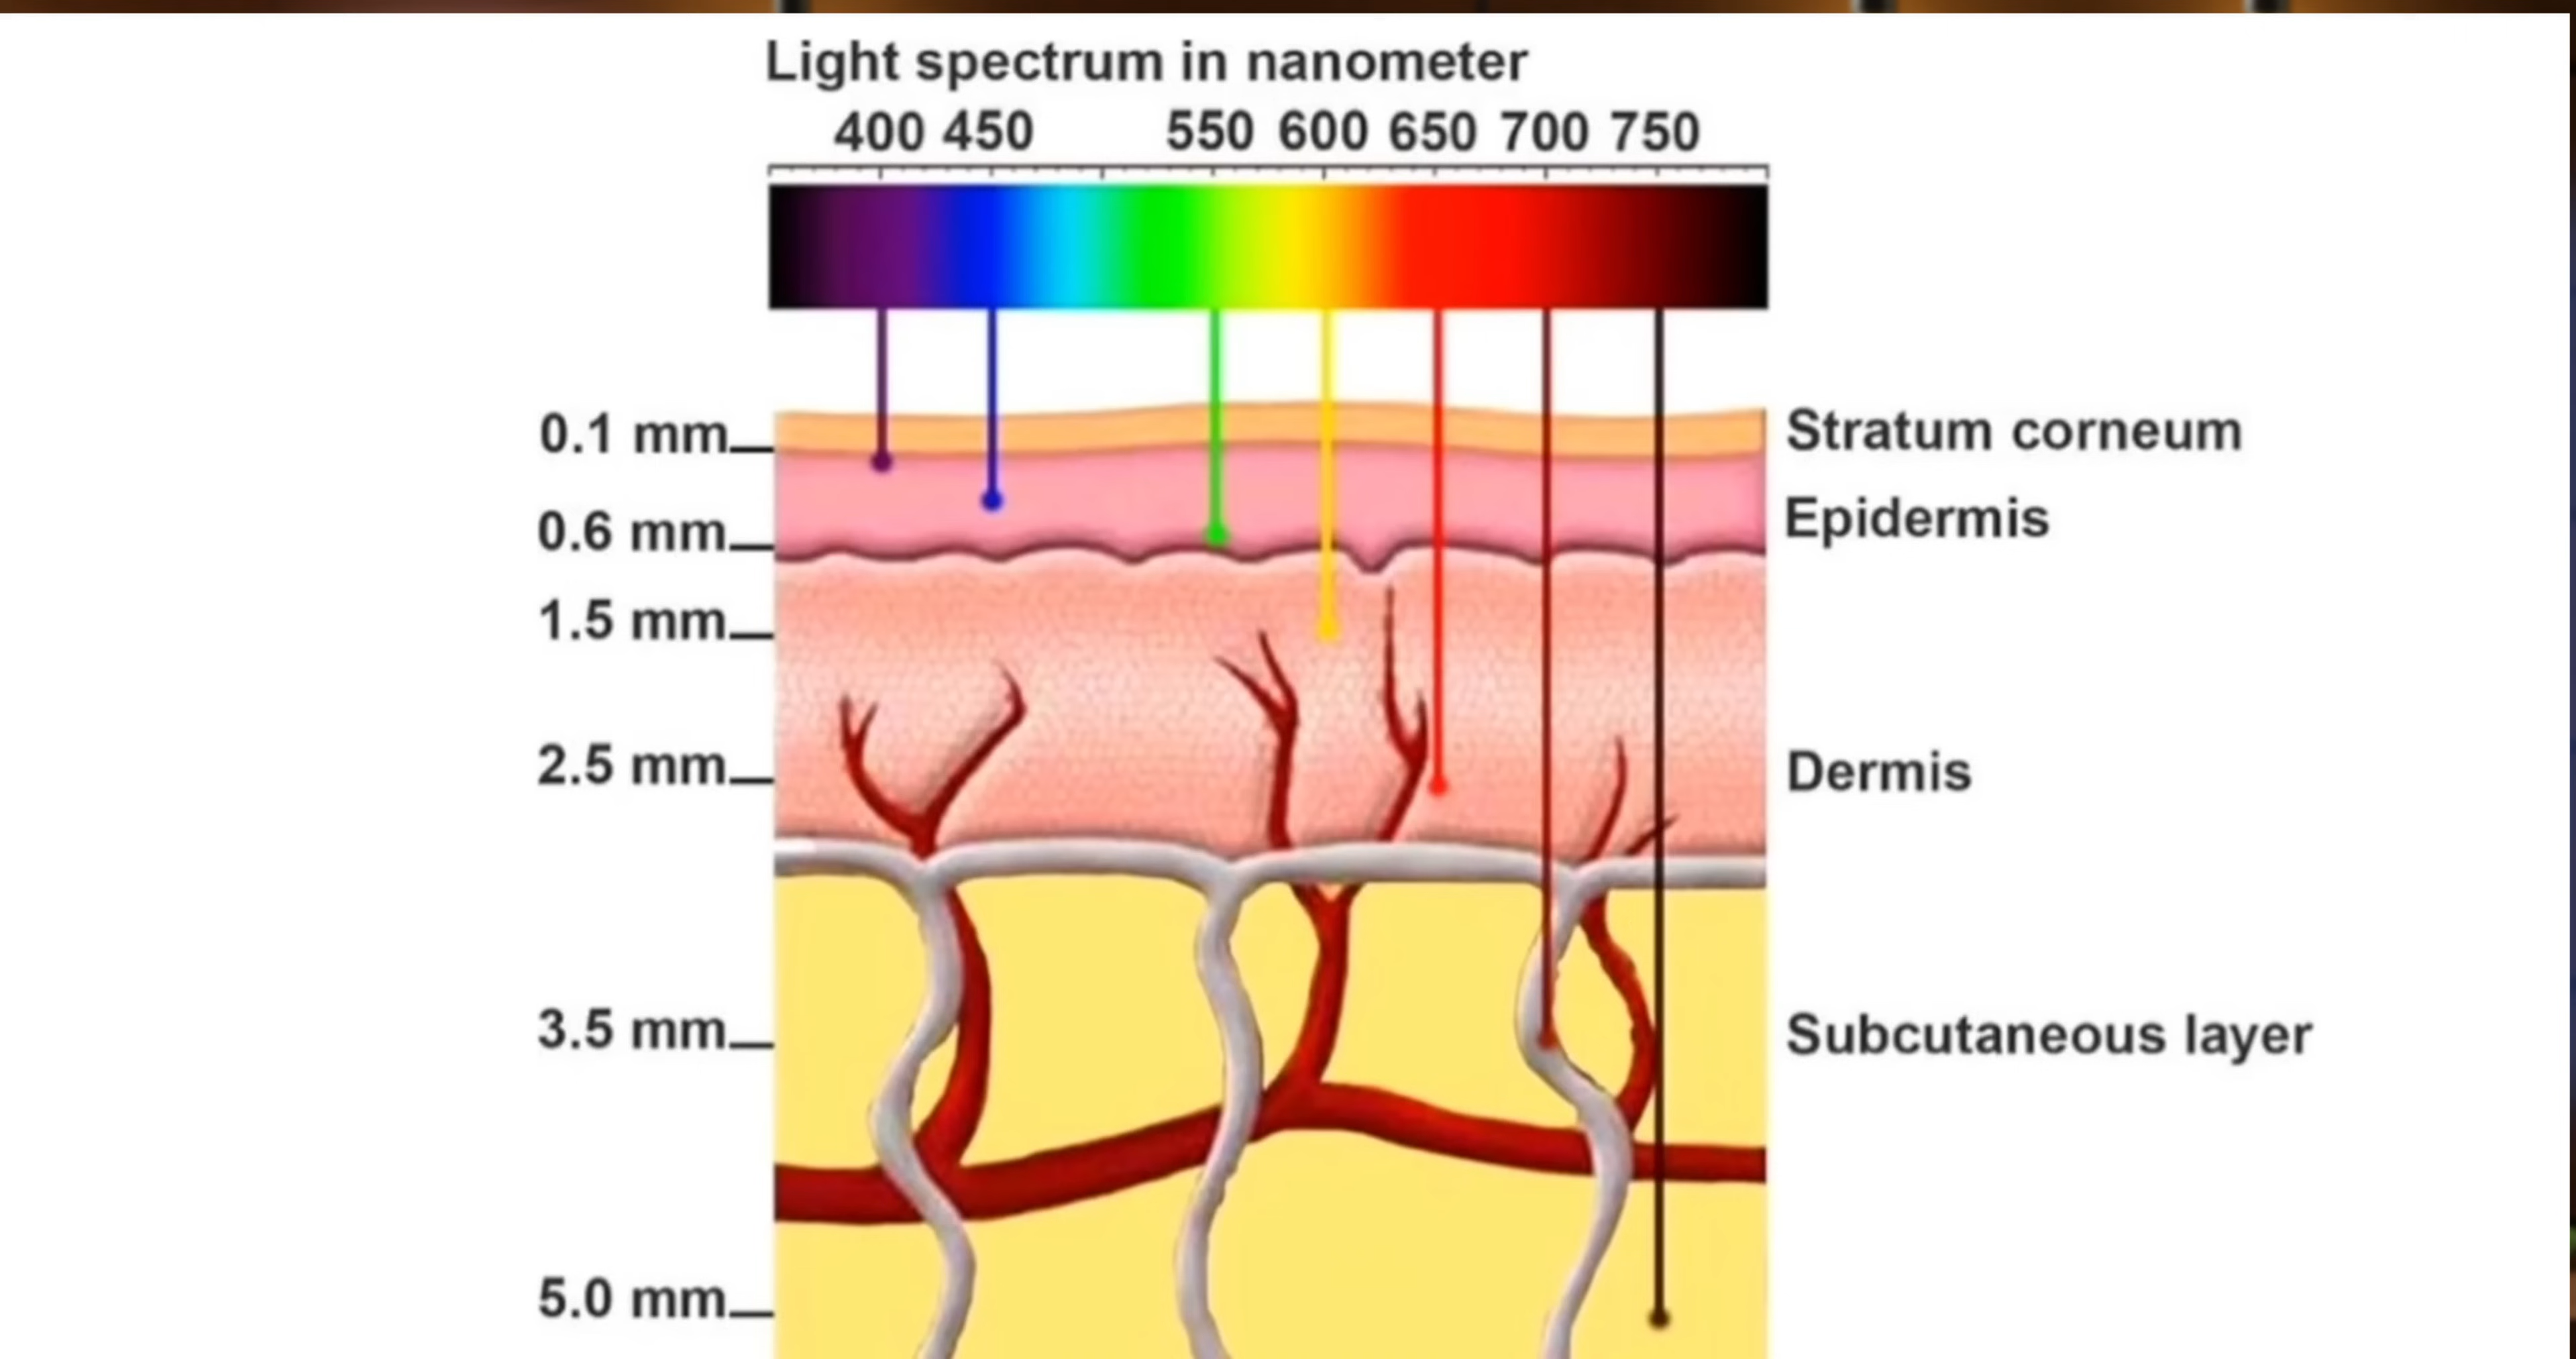 Light spectrum in nanometer
400 450 550 600 650 700 750
0.1 mm
Stratum corneum
Epidermis
0.6 mm
1.5 mm
2.5 mm
Dermis
3.5 mm
Subcutaneous layer
5.0 mm